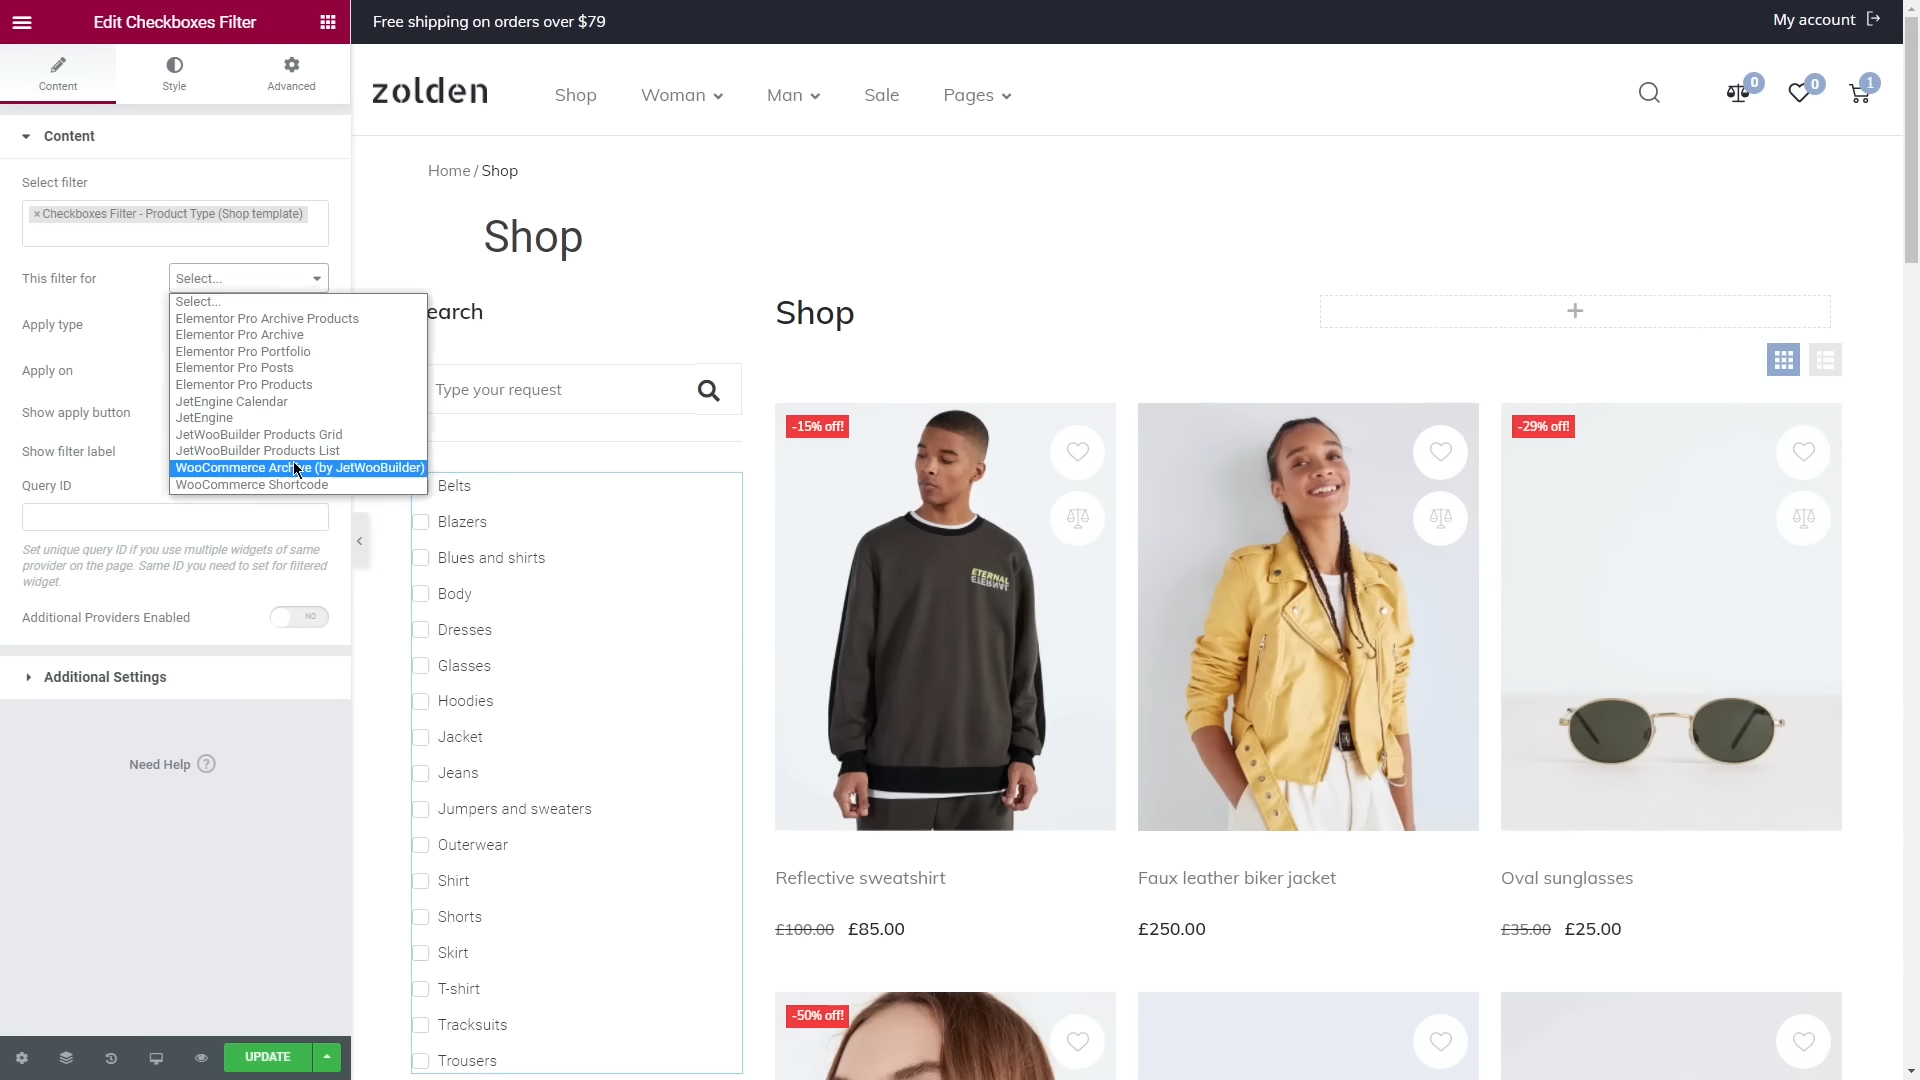 Edit Checkboxes Filter
Free shipping on orders over $79
My account
Content
Style
Advanced
zolden
Shop
Woman
Man
Sale
Pages
0
0
1
Content
Home / Shop
Select filter
×Checkboxes Filter - Product Type (Shop template)
Shop
This filter for
Select...
Select...
Elementor Pro Archive Products
Elementor Pro Archive
Elementor Pro Portfolio
Elementor Pro Posts
Elementor Pro Products
JetEngine Calendar
JetEngine
JetWooBuilder Products Grid
JetWooBuilder Products List
WooCommerce Archive (by JetWooBuilder)
WooCommerce Shortcode
Apply type
Apply on
Show apply button
Show filter label
Query ID
Set unique query ID if you use multiple widgets of same
provider on the page. Same ID you need to set for filtered
widget.
Additional Providers Enabled
NO
Additional Settings
Need Help ?
UPDATE
earch
Type your request
Belts
Blazers
Blues and shirts
Body
Dresses
Glasses
Hoodies
Jacket
Jeans
Jumpers and sweaters
Outerwear
Shirt
Shorts
Skirt
T-shirt
Tracksuits
Trousers
Shop
+
-15% off!
ETERNAL
Reflective sweatshirt
£100.00 £85.00
Faux leather biker jacket
£250.00
-29% off!
Oval sunglasses
£35.00 £25.00
-50% off!